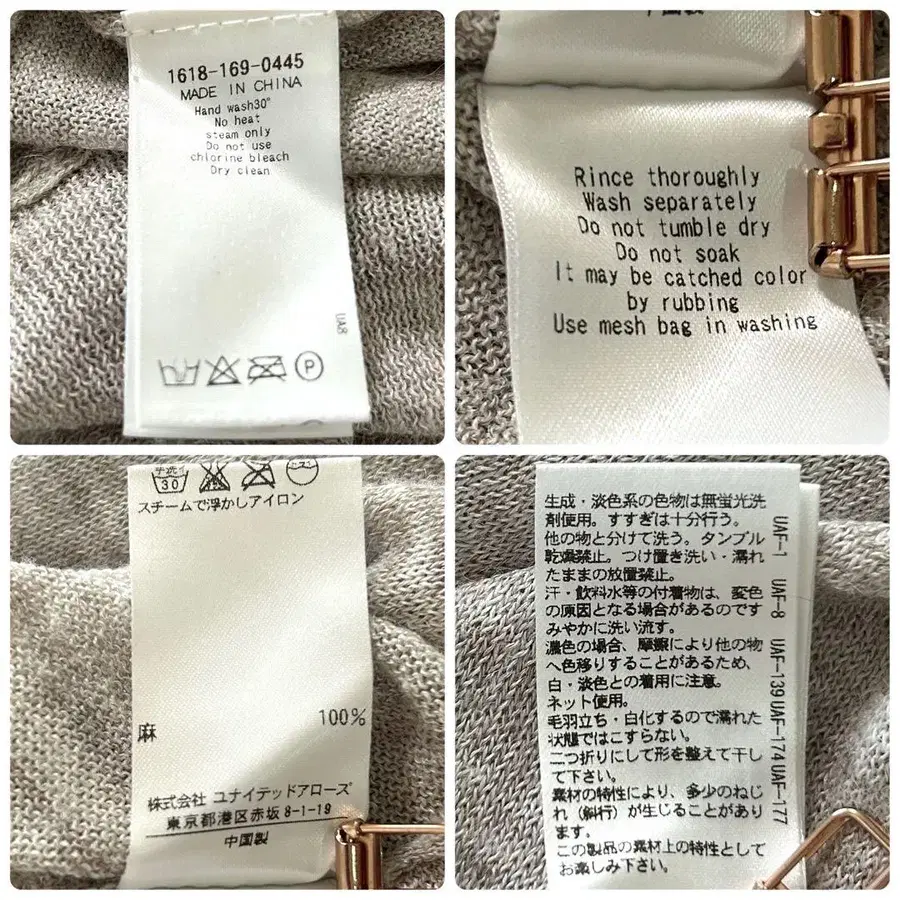 1618-169-0445
MADE IN CHINA
Hand wash30°
No heat
steam only
Do not use
chlorine bleach
Dry clean
UA8
P
中国製
Rince thoroughly
Wash separately
Do not tumble dry
Do not soak
It may be catched color
by rubbing
Use mesh bag in washing
手洗イ
30
スチームで浮かしアイロン
麻 100%
株式会社 ユナイテッドアローズ
東京都港区赤坂8-1-19
中国製
生成・淡色系の色物は無蛍光洗
剤使用。すすぎは十分行う。
他の物と分けて洗う。タンブル
乾燥禁止。つけ置き洗い・濡れ
たままの放置禁止。
汗・飲料水等の付着物は、変色
の原因となる場合があるのです
みやかに洗い流す。
濃色の場合、摩擦により他の物
へ色移りすることがあるため、
白・淡色との着用に注意。
ネット使用。
毛羽立ち・白化するので濡れた
状態ではこすらない。
二つ折りにして形を整えて干し
て下さい。
素材の特性により、多少のねじ
れ（斜行）が生じることがあり
ます。
この製品の素材上の特性として
お楽しみ下さい。
UAF-1 UAF-8 UAF-139 UAF-174 UAF-177